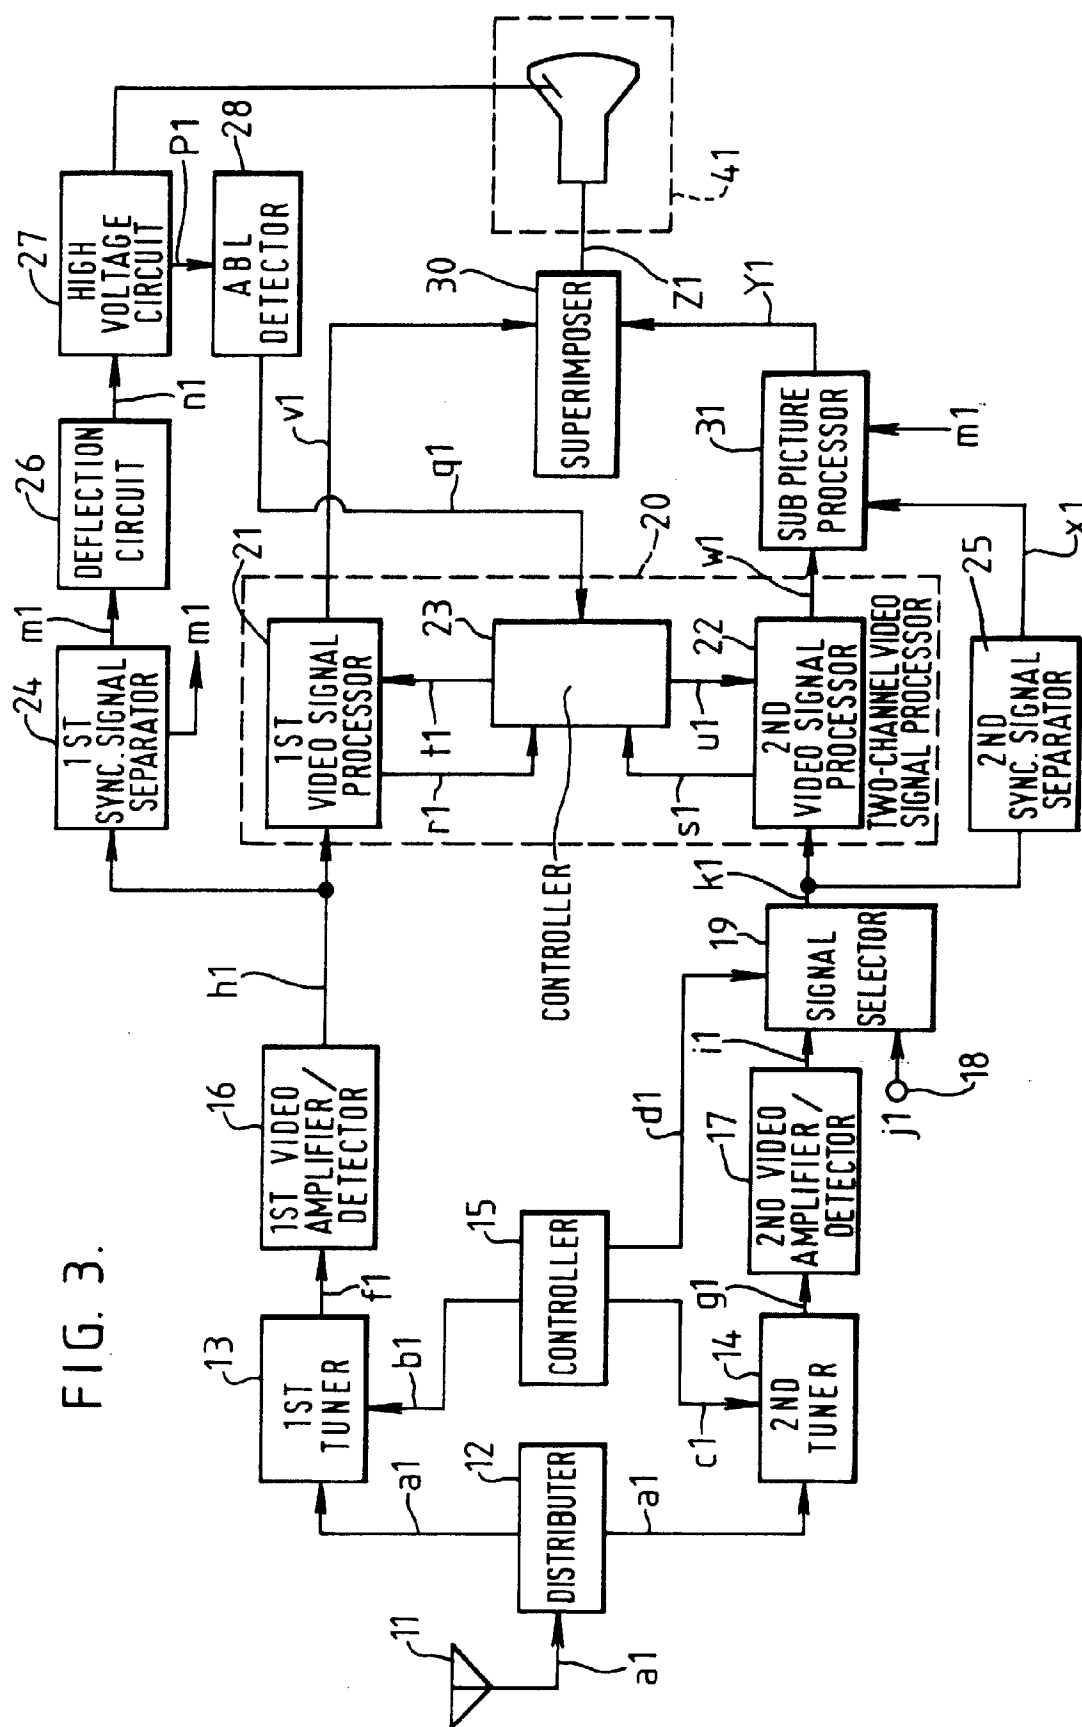 FIG. 3.
11
a1
DISTRIBUTER
12
a1
a1
1ST
TUNER
13
b1
f1
CONTROLLER
15
c1
d1
2ND
TUNER
14
g1
1ST VIDEO
AMPLIFIER/
DETECTOR
16
h1
2ND VIDEO
AMPLIFIER/
DETECTOR
17
i1
j1
18
SIGNAL
SELECTOR
19
k1
1ST
SYNC. SIGNAL
SEPARATOR
24
m1
m1
DEFLECTION
CIRCUIT
26
n1
HIGH
VOLTAGE
CIRCUIT
27
P1
ABL
DETECTOR
28
q1
1ST
VIDEO SIGNAL
PROCESSOR
21
r1
t1
v1
CONTROLLER
23
20
s1
u1
2ND
VIDEO SIGNAL
PROCESSOR
22
TWO-CHANNEL VIDEO
SIGNAL PROCESSOR
w1
2ND
SYNC. SIGNAL
SEPARATOR
25
x1
SUB PICTURE
PROCESSOR
31
m1
Y1
SUPERIMPOSER
30
Z1
41